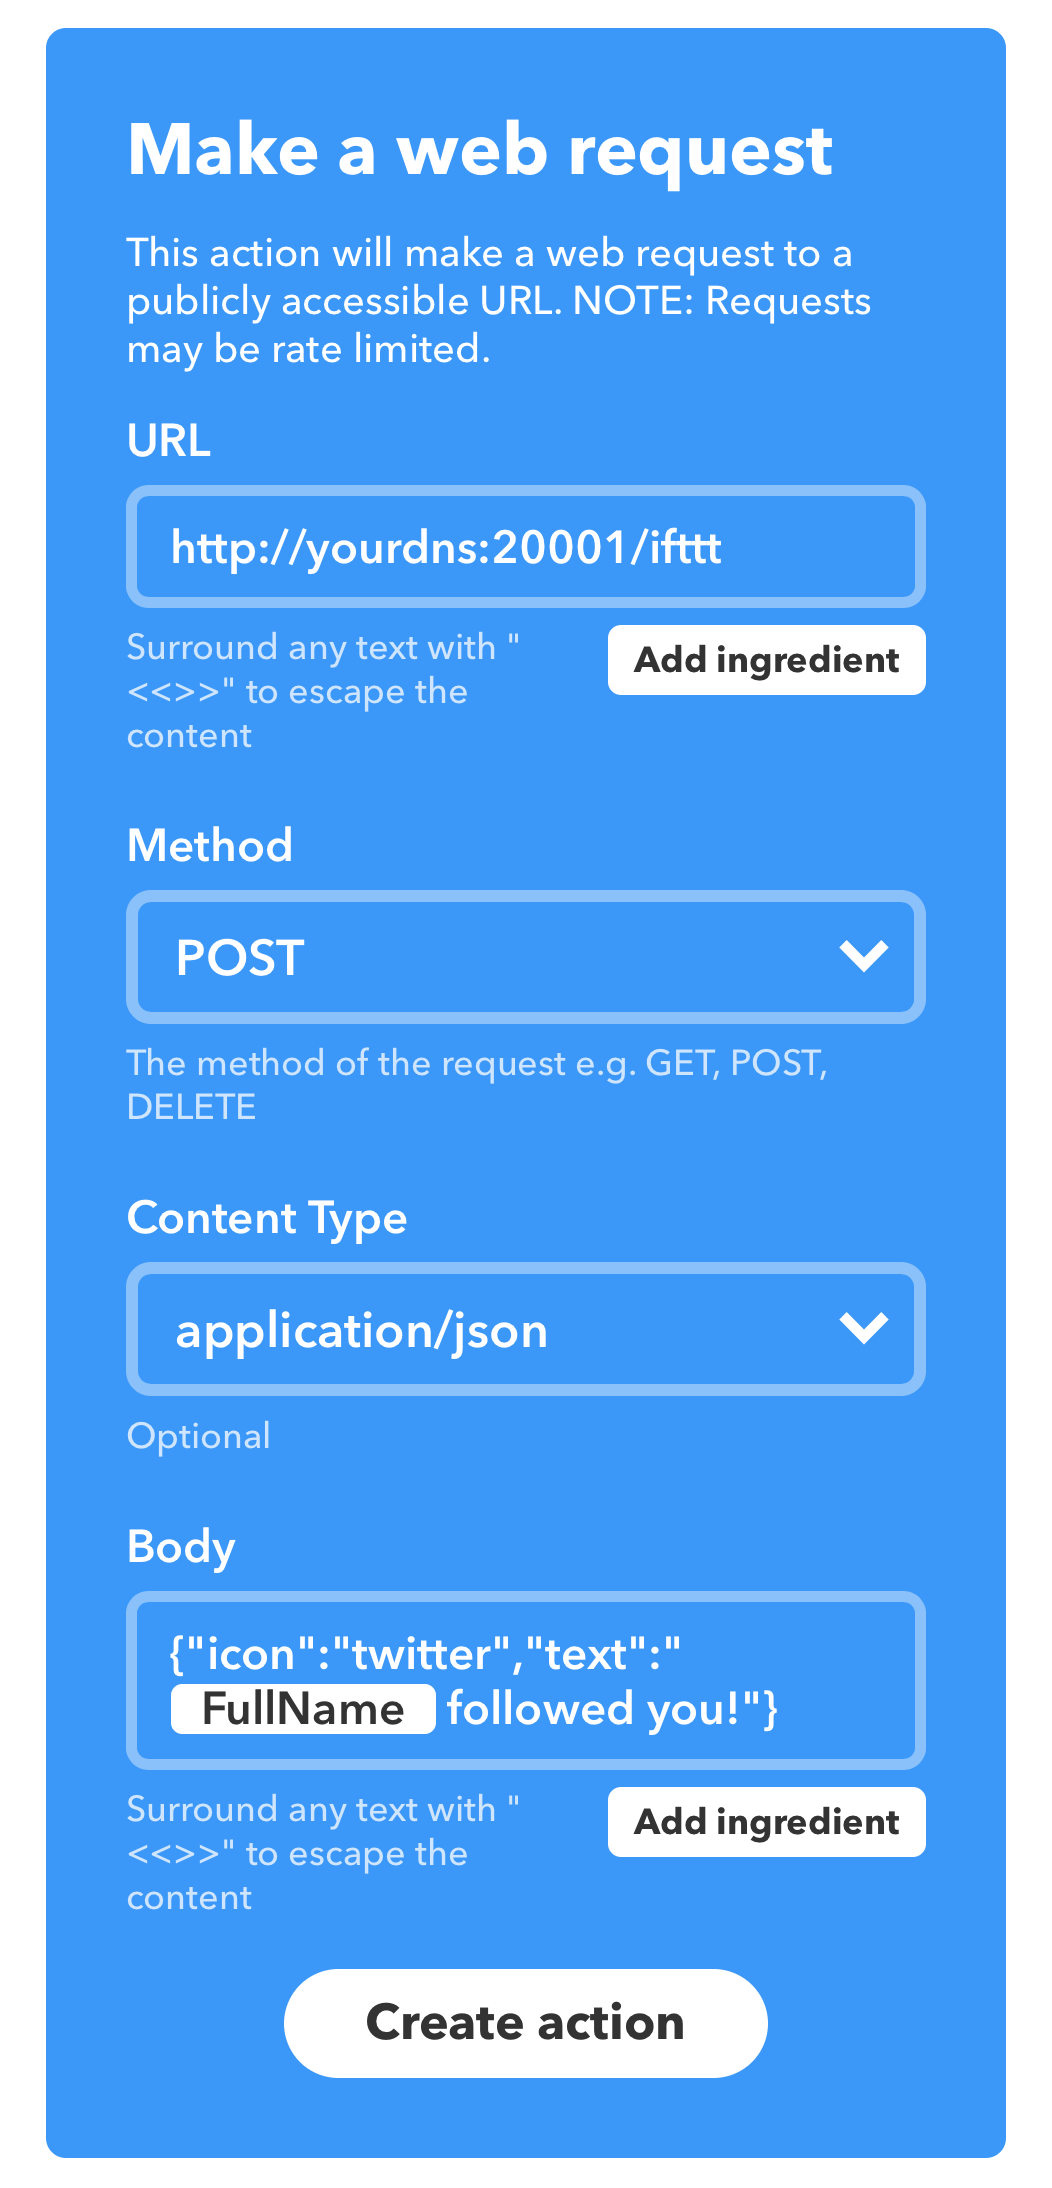 Make a web request
This action will make a web request to a
publicly accessible URL. NOTE: Requests
may be rate limited.
URL
http://yourdns:20001/ifttt
Surround any text with "
<<>>" to escape the
content
Add ingredient
Method
POST
The method of the request e.g. GET, POST,
DELETE
Content Type
application/json
Optional
Body
{"icon":"twitter","text":"
FullName followed you!"}
Surround any text with "
<<>>" to escape the
content
Add ingredient
Create action